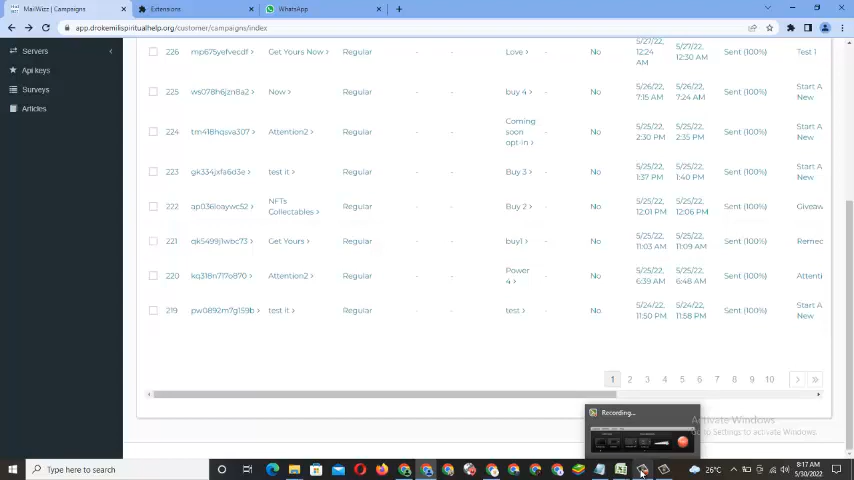 MailWizz | Campaigns
Extensions
WhatsApp
app.drokemilispiritualhelp.org/customer/campaigns/index
Servers
Api keys
Surveys
Articles
226 mp675yefvecdf Get Yours Now Regular - - Love - No 5/27/22, 12:24 AM 5/27/22, 12:30 AM Sent (100%) Test 1
225 ws078h6jzn8a2 Now Regular - - buy 4 - No 5/26/22, 7:15 AM 5/26/22, 7:24 AM Sent (100%) Start A New
224 tm418hqsva307 Attention2 Regular - - Coming soon opt-in - No 5/25/22, 2:30 PM 5/25/22, 2:35 PM Sent (100%) Start A New
223 gk334jxfa6d3e test it Regular - - Buy 3 - No 5/25/22, 1:37 PM 5/25/22, 1:40 PM Sent (100%) Start A New
222 ap036loaywc52 NFTs Collectables Regular - - Buy 2 - No 5/25/22, 12:01 PM 5/25/22, 12:06 PM Sent (100%) Giveaw
221 qk5499j1wbc73 Get Yours Regular - - buy1 - No 5/25/22, 11:03 AM 5/25/22, 11:09 AM Sent (100%) Remec
220 kq318n717o870 Attention2 Regular - - Power 4 - No 5/25/22, 6:39 AM 5/25/22, 6:48 AM Sent (100%) Attenti
219 pw0892m7g159b test it Regular - - test - No 5/24/22, 11:50 PM 5/24/22, 11:58 PM Sent (100%) Start A New
1 2 3 4 5 6 7 8 9 10
Recording...
Activate Windows
Go to Settings to activate Windows.
Type here to search
26°C
8:17 AM
5/30/2022